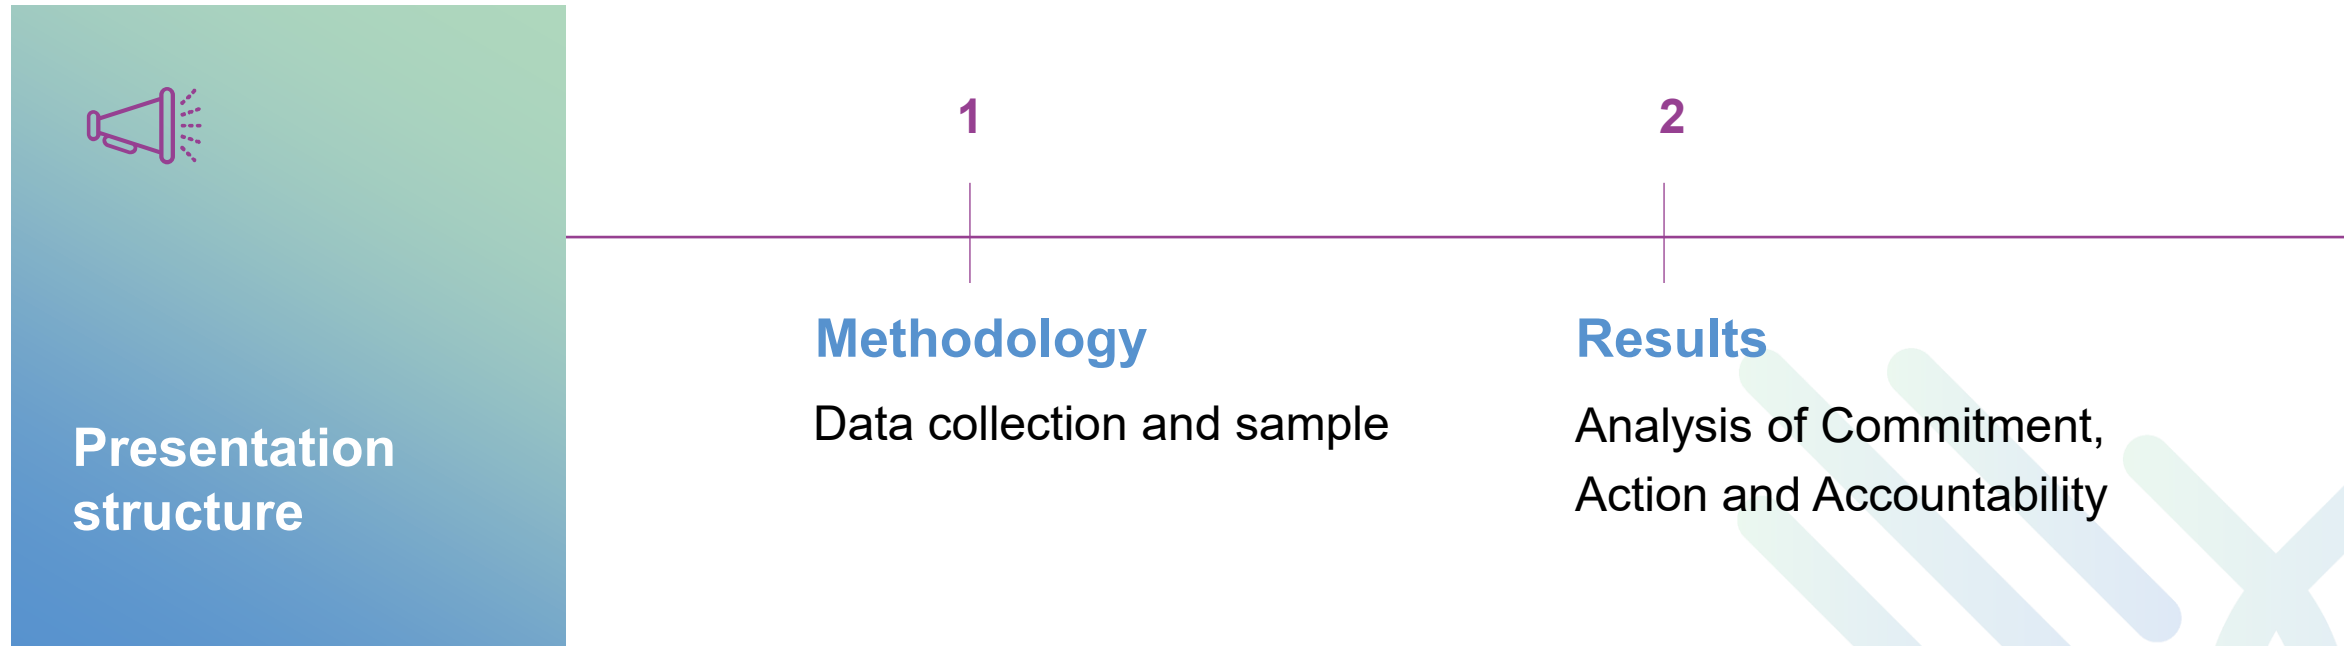 Presentation
structure
1
Methodology
Data collection and sample
2
Results
Analysis of Commitment,
Action and Accountability